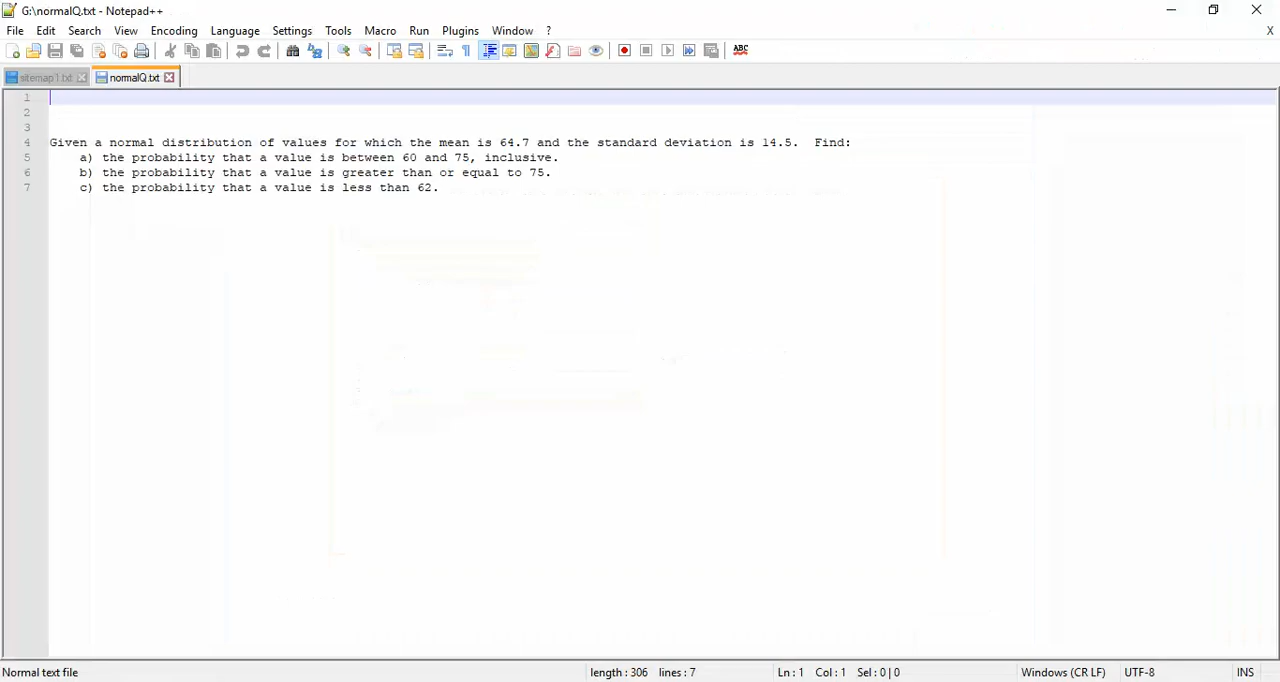 G:\normalQ.txt - Notepad++
File Edit Search View Encoding Language Settings Tools Macro Run Plugins Window ? X
ABC
sitemap1.txt normalQ.txt
1
2
3
4 Given a normal distribution of values for which the mean is 64.7 and the standard deviation is 14.5. Find:
5 a) the probability that a value is between 60 and 75, inclusive.
6 b) the probability that a value is greater than or equal to 75.
7 c) the probability that a value is less than 62.
Normal text file length : 306 lines : 7 Ln : 1 Col : 1 Sel : 0 | 0 Windows (CR LF) UTF-8 INS